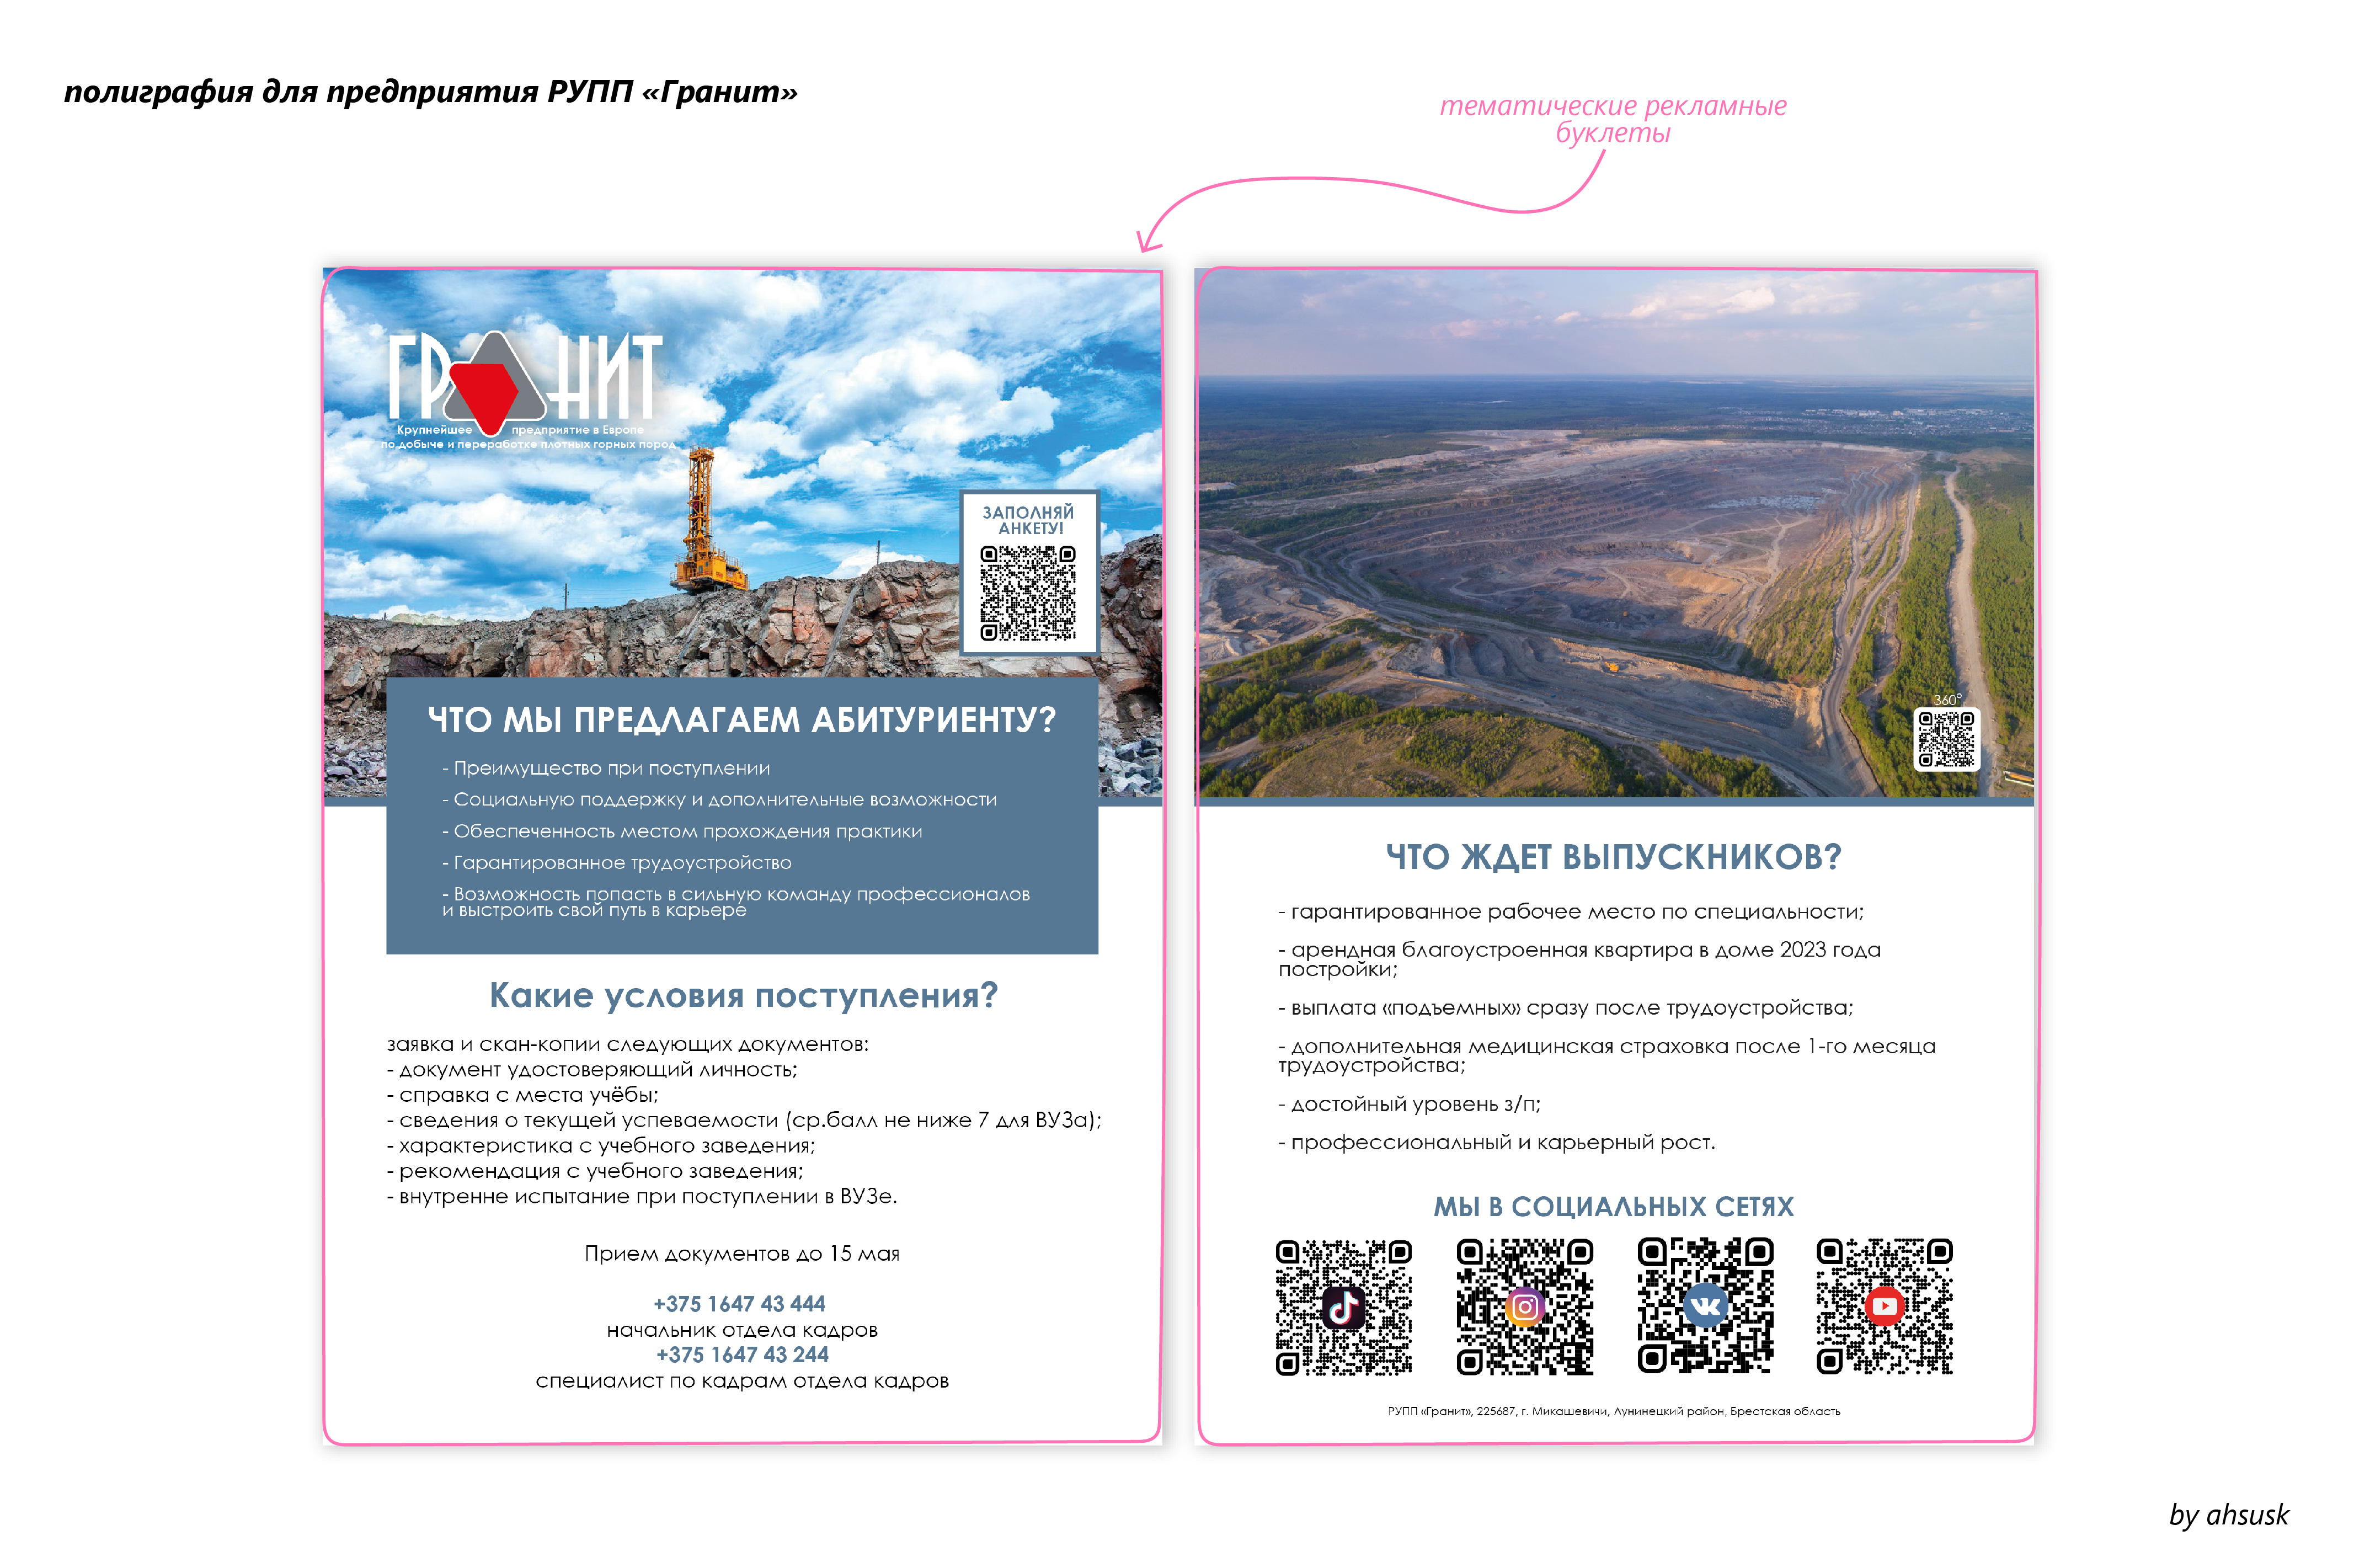 полиграфия для предприятия РУПП «Гранит»
тематические рекламные
буклеты
ГРАНИТ
Крупнейшее предприятие в Европе
по добыче и переработке плотных горных пород
ЗАПОЛНЯЙ
АНКЕТУ!
ЧТО МЫ ПРЕДЛАГАЕМ АБИТУРИЕНТУ?
- Преимущество при поступлении
- Социальную поддержку и дополнительные возможности
- Обеспеченность местом прохождения практики
- Гарантированное трудоустройство
- Возможность попасть в сильную команду профессионалов
и выстроить свой путь в карьере
Какие условия поступления?
заявка и скан-копии следующих документов:
- документ удостоверяющий личность;
- справка с места учёбы;
- сведения о текущей успеваемости (ср.балл не ниже 7 для ВУЗа);
- характеристика с учебного заведения;
- рекомендация с учебного заведения;
- внутренне испытание при поступлении в ВУЗе.
Прием документов до 15 мая
+375 1647 43 444
начальник отдела кадров
+375 1647 43 244
специалист по кадрам отдела кадров
360°
ЧТО ЖДЕТ ВЫПУСКНИКОВ?
- гарантированное рабочее место по специальности;
- арендная благоустроенная квартира в доме 2023 года
постройки;
- выплата «подъемных» сразу после трудоустройства;
- дополнительная медицинская страховка после 1-го месяца
трудоустройства;
- достойный уровень з/п;
- профессиональный и карьерный рост.
МЫ В СОЦИАЛЬНЫХ СЕТЯХ
РУПП «Гранит», 225687, г. Микашевичи, Лунинецкий район, Брестская область
by ahsusk